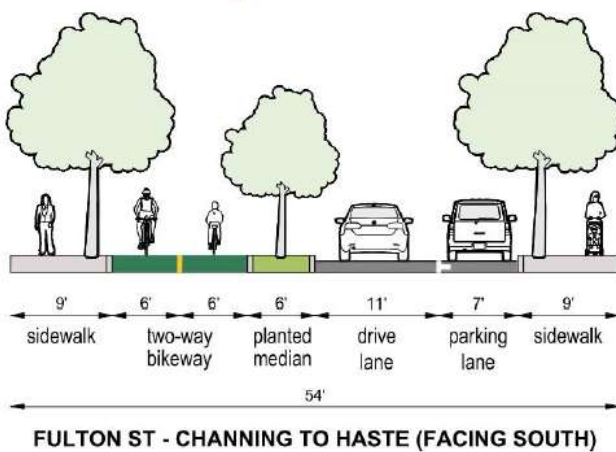 9' 6' 6' 6' 11' 7' 9'
sidewalk two-way planted drive parking sidewalk
bikeway median lane lane
54'
FULTON ST - CHANNING TO HASTE (FACING SOUTH)